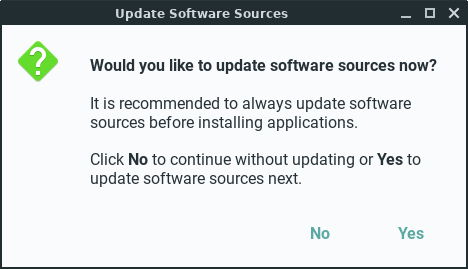 Update Software Sources
Would you like to update software sources now?
It is recommended to always update software
sources before installing applications.
Click No to continue without updating or Yes to
update software sources next.
No Yes